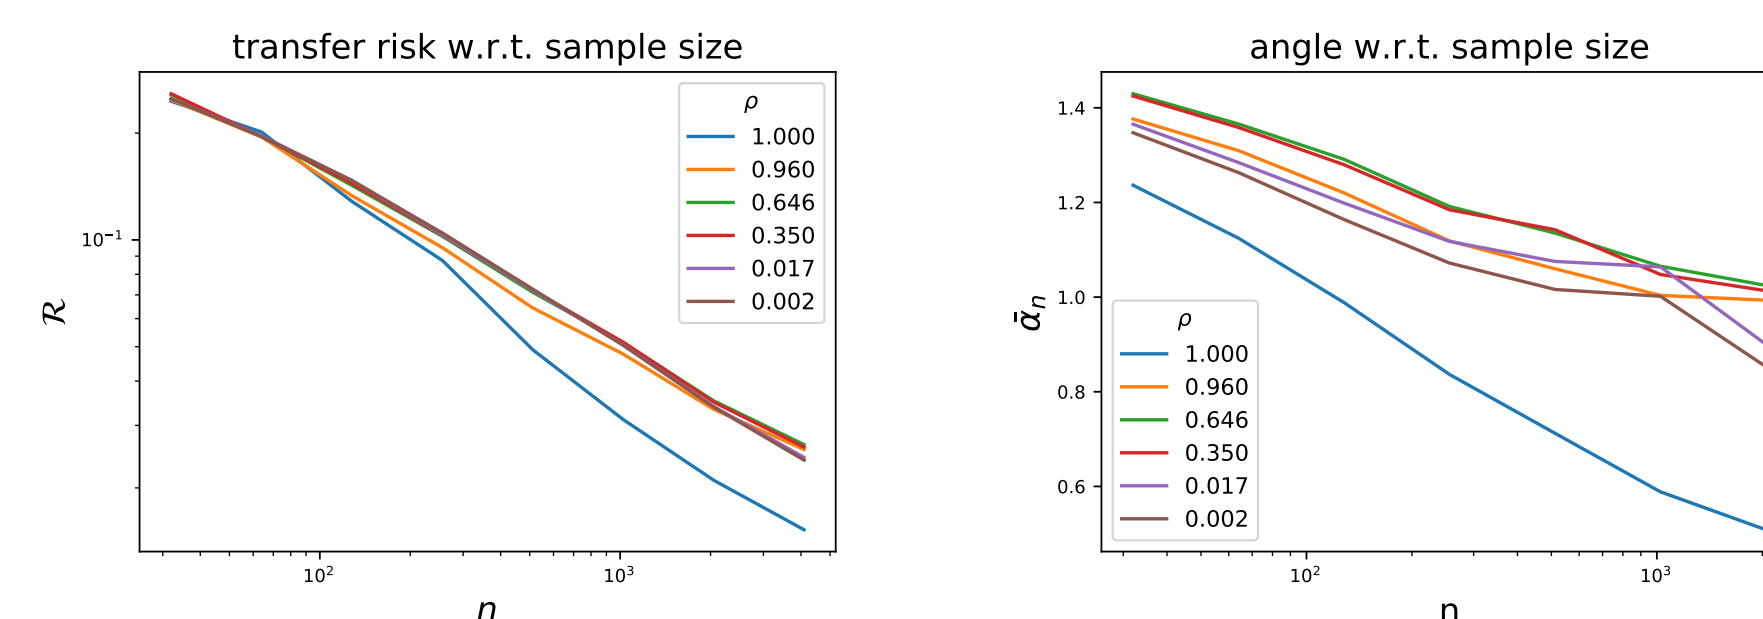 transfer risk w.r.t. sample size
ρ
1.000
0.960
0.646
0.350
0.017
0.002
10⁻¹
ℛ
10² 10³
n
angle w.r.t. sample size
1.4
1.2
1.0
0.8
0.6
ᾱₙ
ρ
1.000
0.960
0.646
0.350
0.017
0.002
10² 10³
n